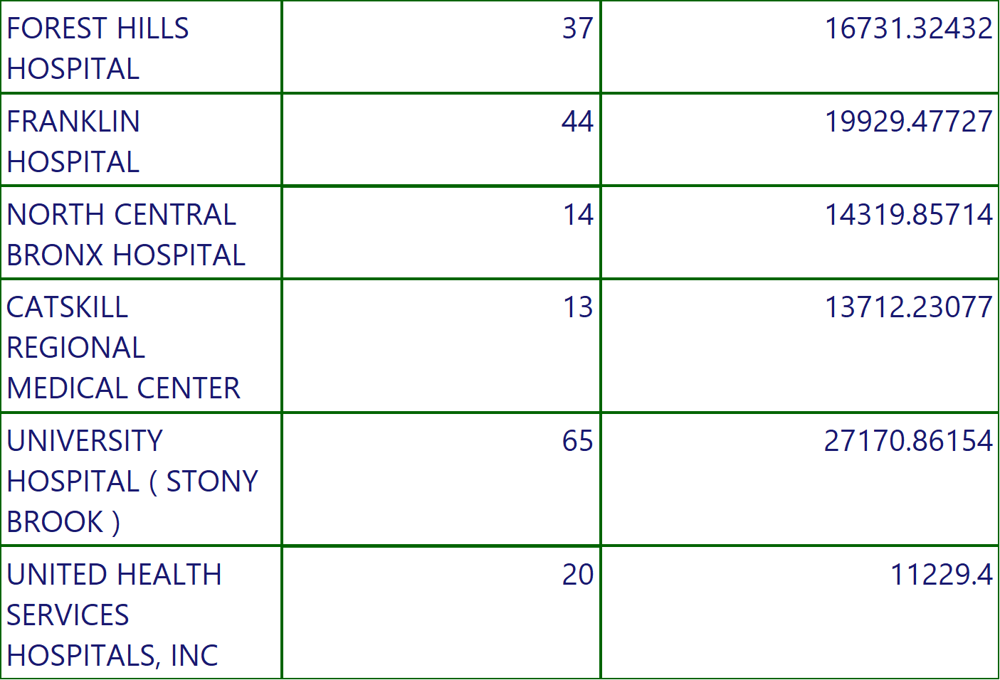 FOREST HILLS 37 16731.32432
HOSPITAL
FRANKLIN 44 19929.47727
HOSPITAL
NORTH CENTRAL 14 14319.85714
BRONX HOSPITAL
CATSKILL 13 13712.23077
REGIONAL
MEDICAL CENTER
UNIVERSITY 65 27170.86154
HOSPITAL ( STONY
BROOK )
UNITED HEALTH 20 11229.4
SERVICES
HOSPITALS, INC